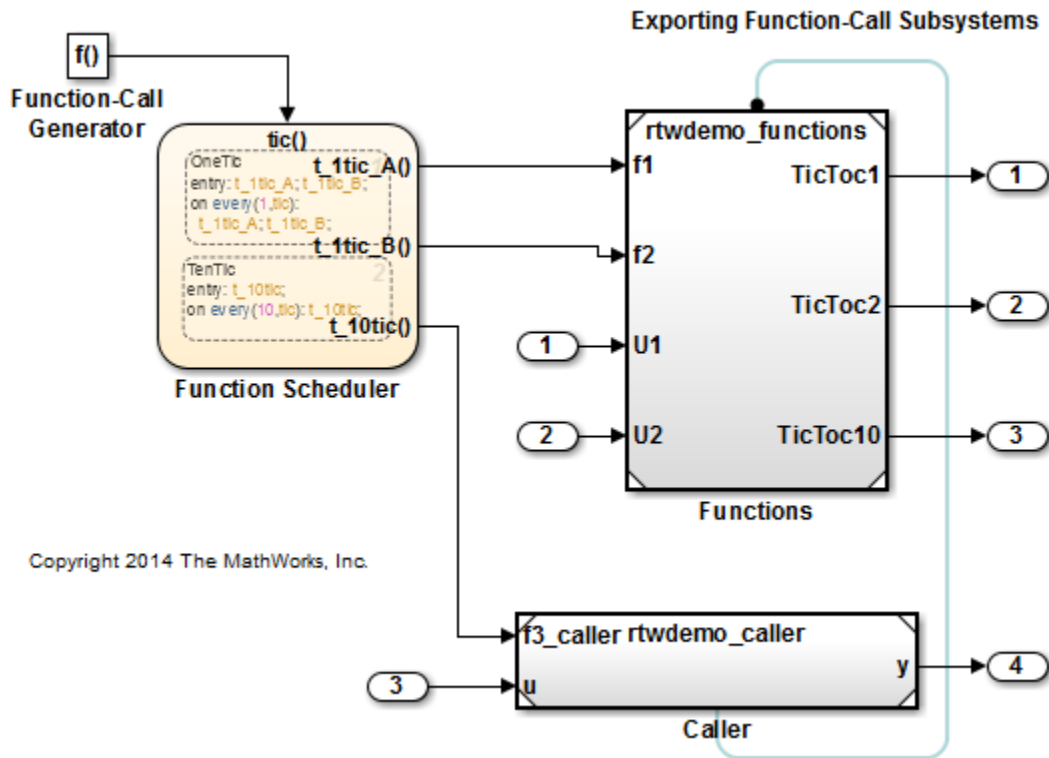 Exporting Function-Call Subsystems
f()
Function-Call
Generator
tic()
OneTic
1
t_1tic_A()
entry: t_1tic_A; t_1tic_B;
on every(1,tic):
t_1tic_A; t_1tic_B;
t_1tic_B()
TenTic
2
entry: t_10tic;
on every(10,tic): t_10tic;
t_10tic()
Function Scheduler
rtwdemo_functions
f1
TicToc1
1
f2
TicToc2
2
1
U1
2
U2
TicToc10
3
Functions
Copyright 2014 The MathWorks, Inc.
f3_caller
rtwdemo_caller
3
u
y
4
Caller